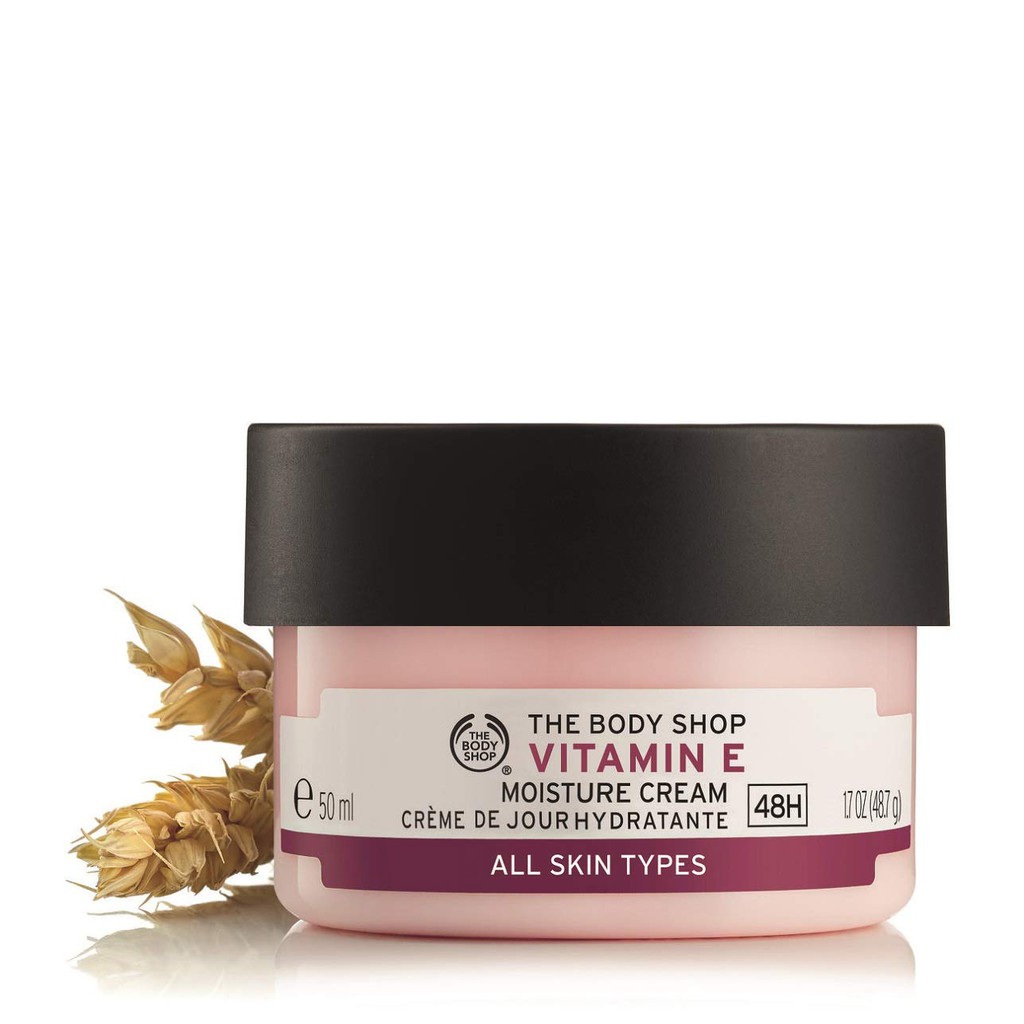 THE
BODY
SHOP
®
THE BODY SHOP
VITAMIN E
MOISTURE CREAM
CRÈME DE JOUR HYDRATANTE
48H
e 50 ml
1.7 OZ (48.7 g)
ALL SKIN TYPES